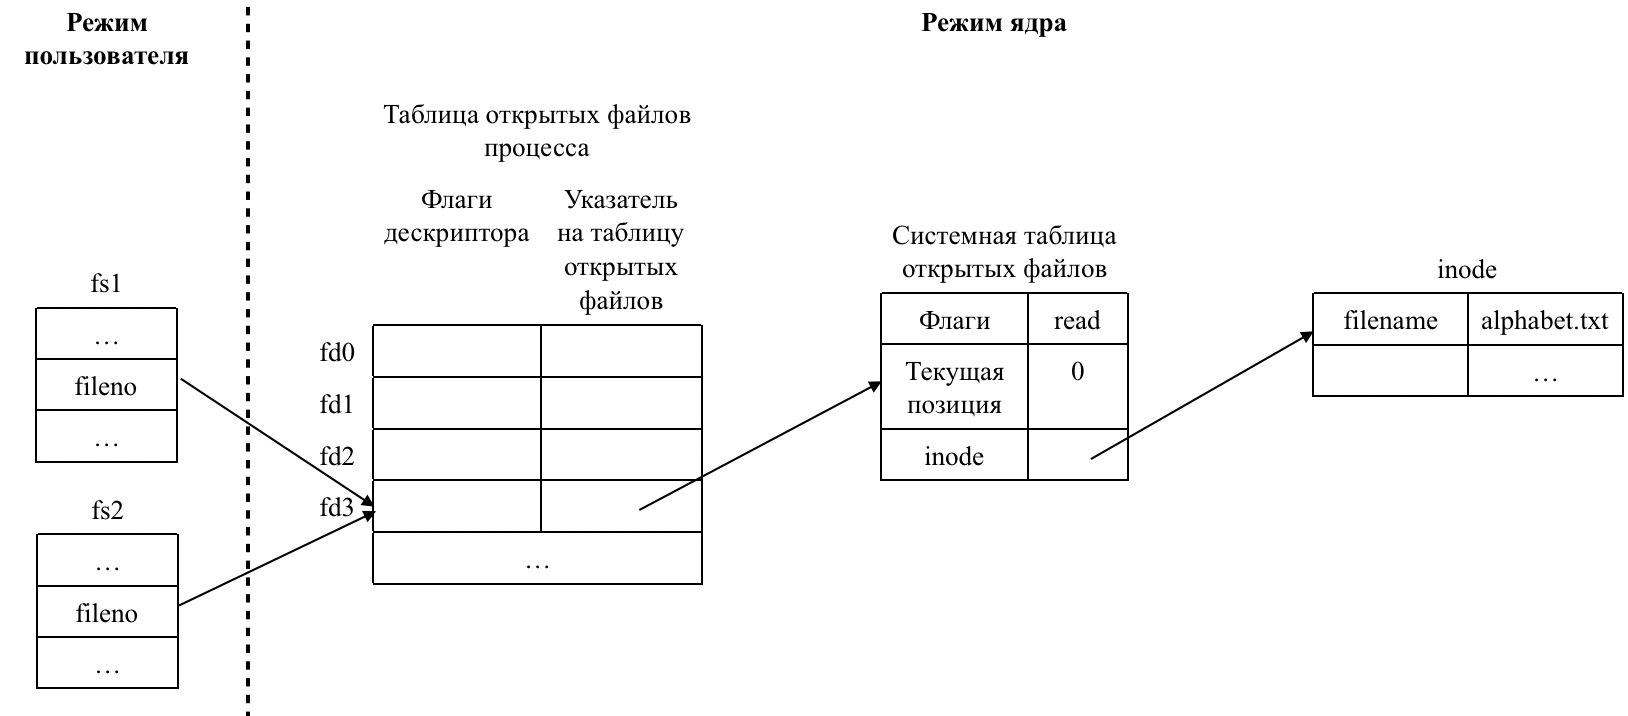 Режим
пользователя
Режим ядра
Таблица открытых файлов
процесса
Флаги
дескриптора
Указатель
на таблицу
открытых
файлов
Системная таблица
открытых файлов
inode
fs1
…
fileno
…
fs2
…
fileno
…
fd0
fd1
fd2
fd3
…
Флаги read
Текущая 0
позиция
inode
filename alphabet.txt
…